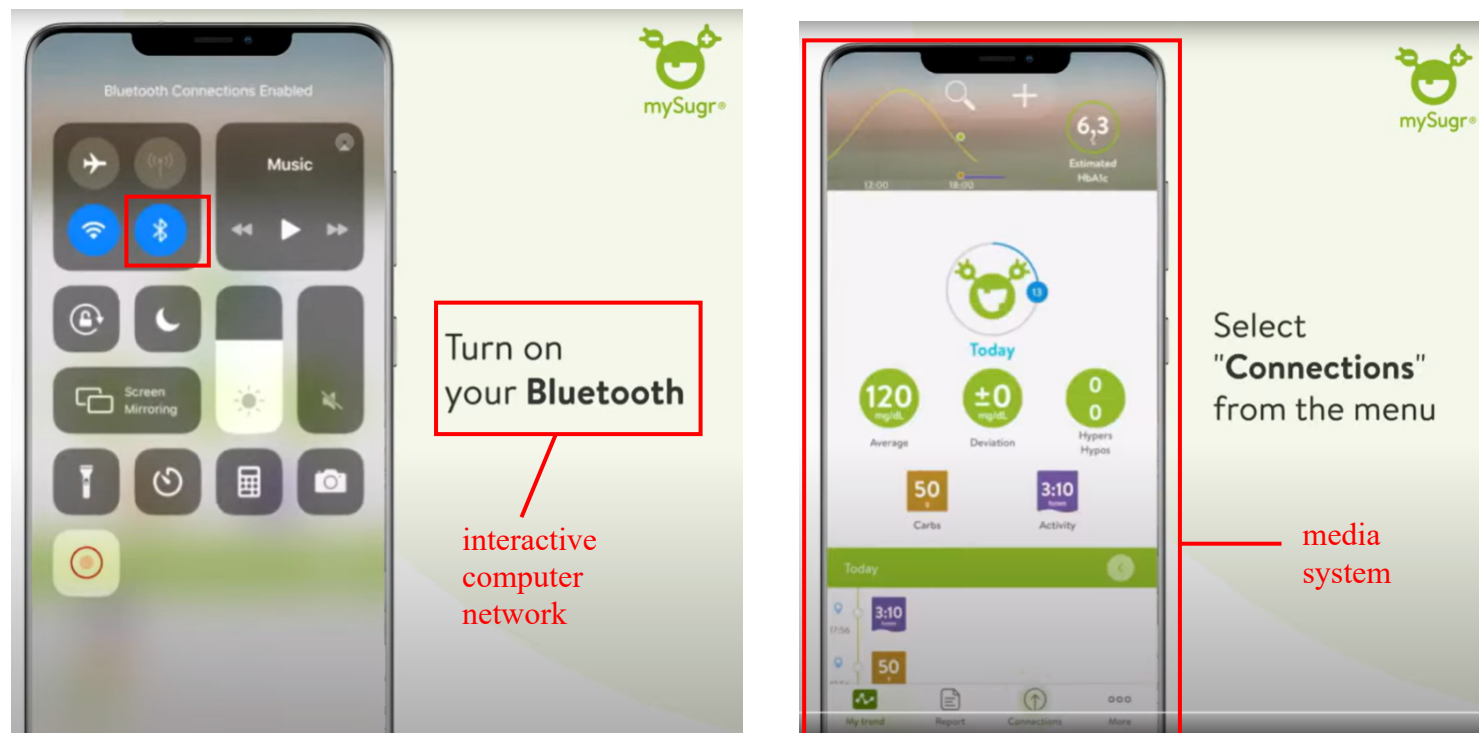 Bluetooth Connections Enabled
Music
Screen
Mirroring
mySugr®
Turn on
your Bluetooth
interactive
computer
network
6,3
%
Estimated
HbA1c
12:00
18:00
13
Today
120
mg/dL
Average
±0
mg/dL
Deviation
0
0
Hypers
Hypos
50
g
Carbs
3:10
hours
Activity
Today
3:10
hours
17:56
50
My trend
Report
Connections
More
mySugr®
Select
"Connections"
from the menu
media
system